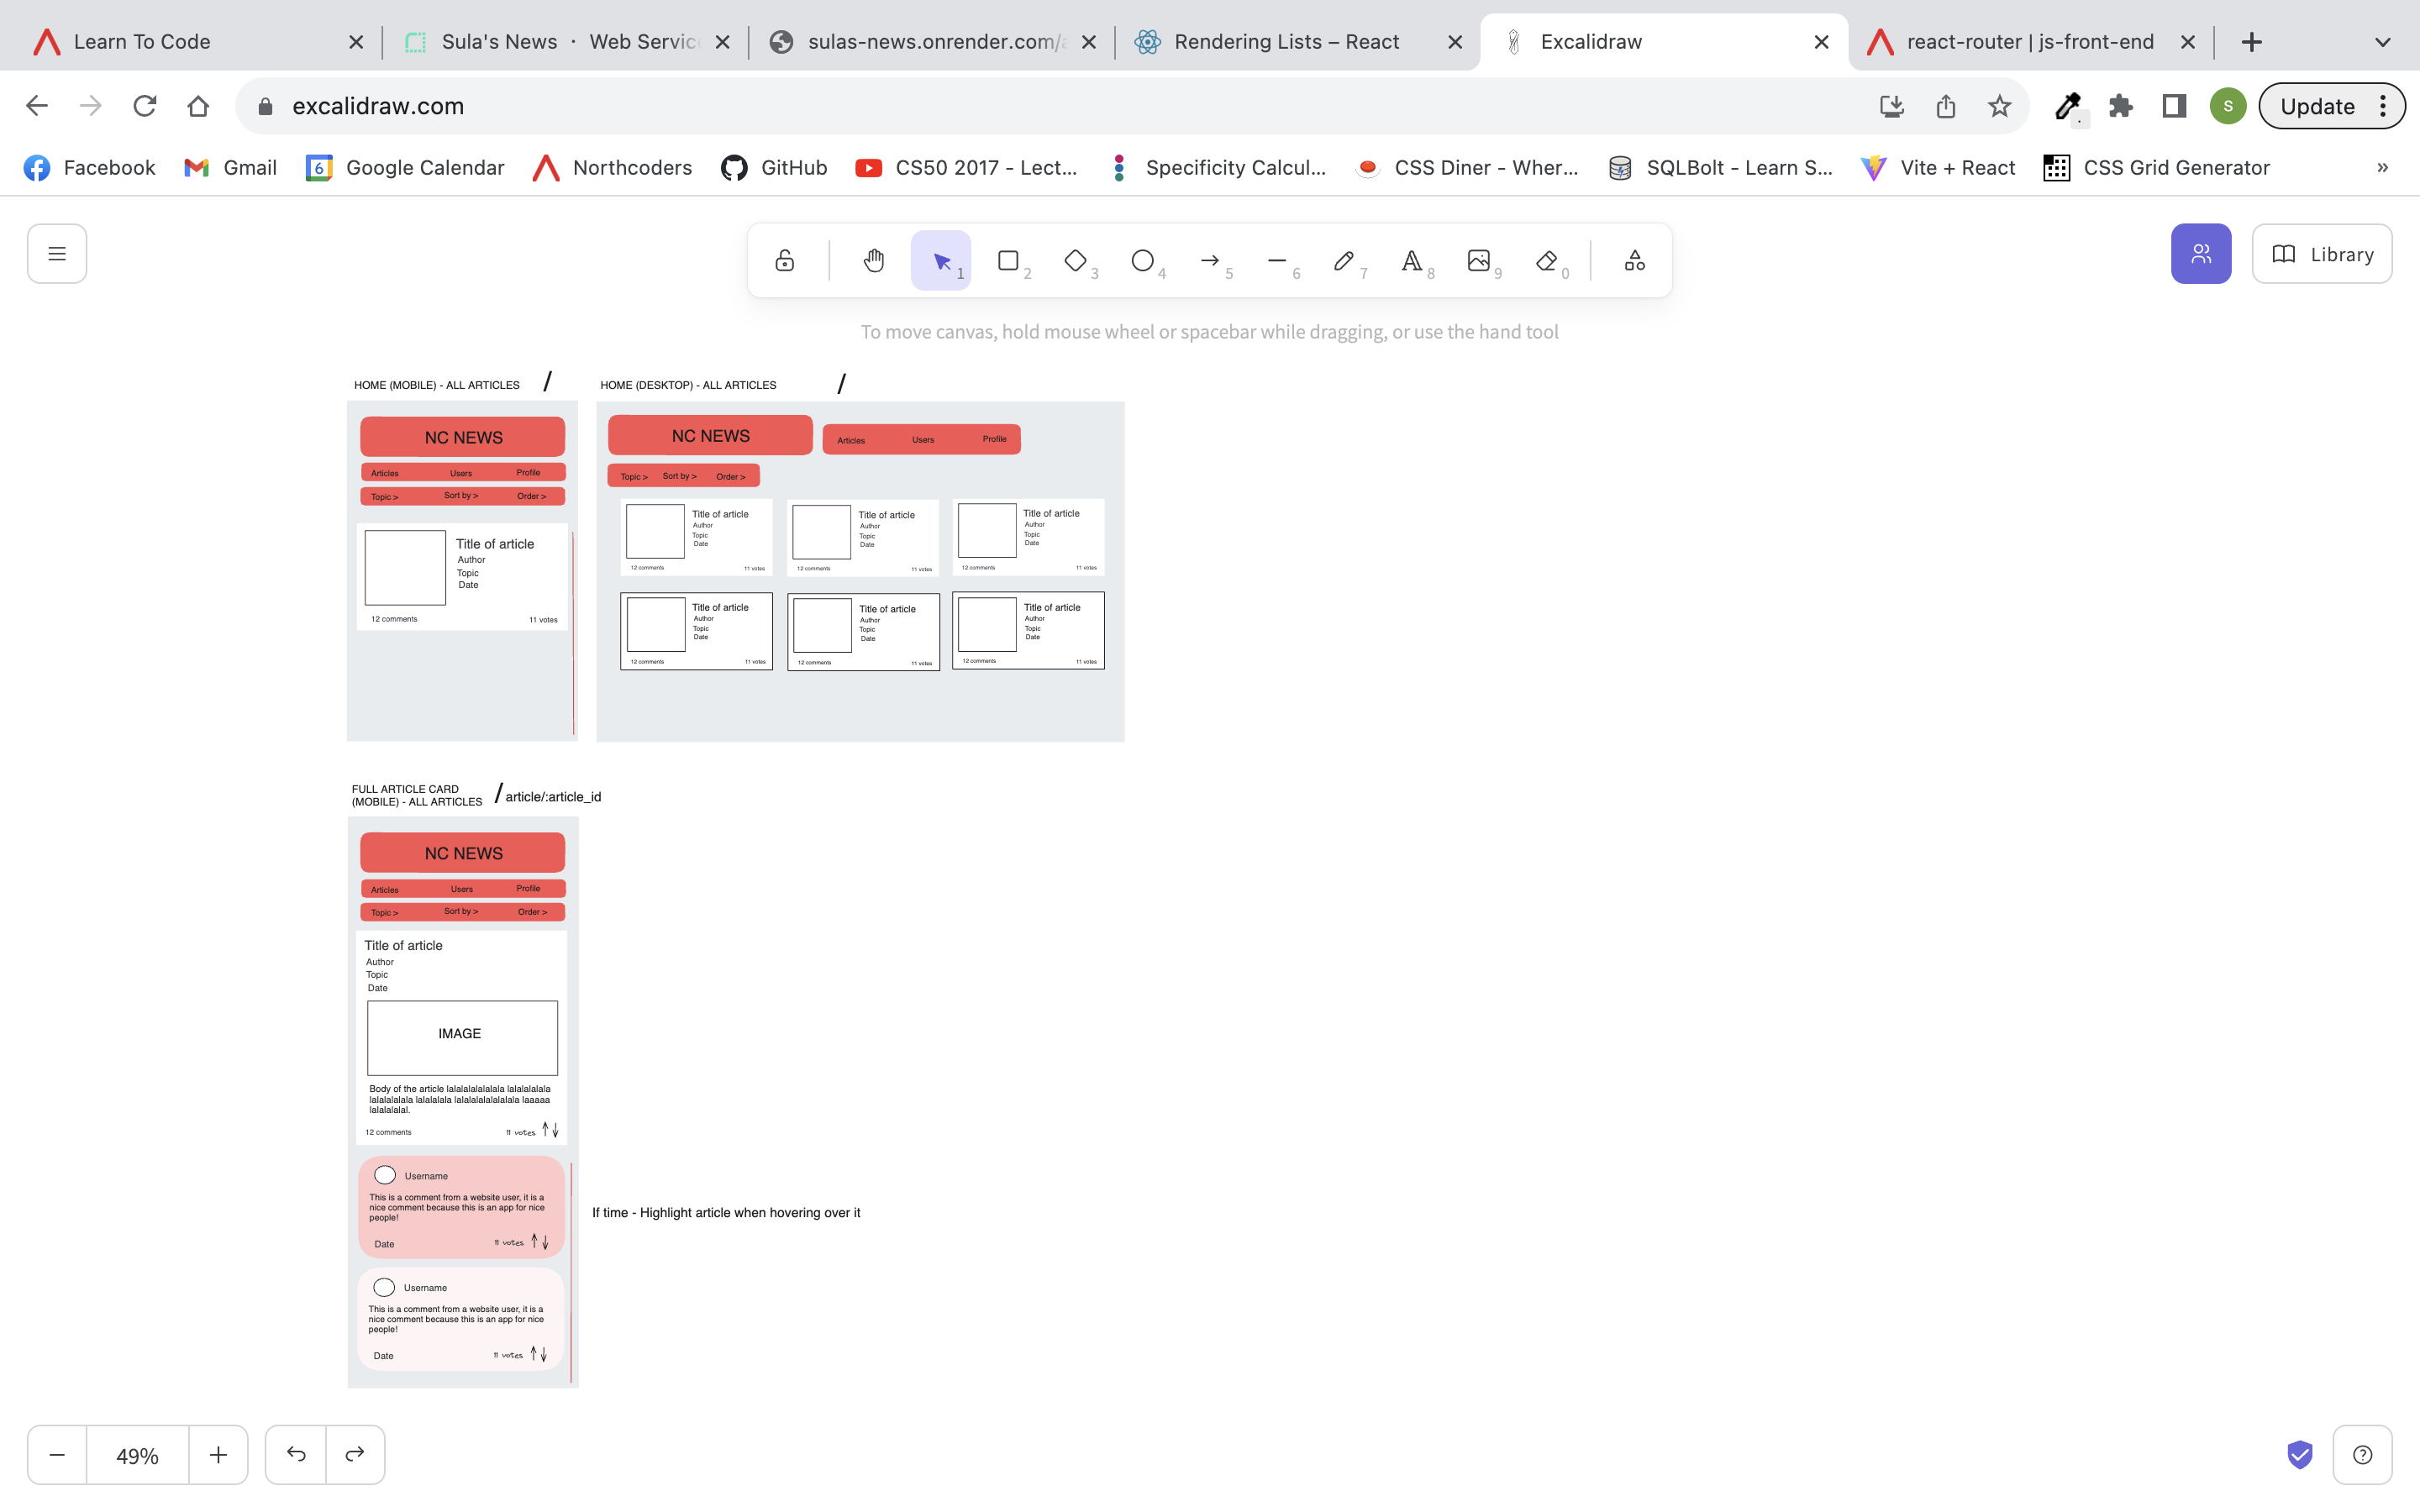 Learn To Code
Sula's News · Web Servic
sulas-news.onrender.com/a
Rendering Lists – React
Excalidraw
react-router | js-front-end
excalidraw.com
S
Update
Facebook
Gmail
6
Google Calendar
Northcoders
GitHub
CS50 2017 - Lect...
Specificity Calcul...
CSS Diner - Wher...
SQLBolt - Learn S...
Vite + React
CSS Grid Generator
»
1
2
3
4
5
6
7
A 8
9
0
Library
To move canvas, hold mouse wheel or spacebar while dragging, or use the hand tool
HOME (MOBILE) - ALL ARTICLES /
NC NEWS
Articles Users Profile
Topic > Sort by > Order >
Title of article
Author
Topic
Date
12 comments 11 votes
HOME (DESKTOP) - ALL ARTICLES /
NC NEWS
Articles Users Profile
Topic > Sort by > Order >
Title of article
Author
Topic
Date
12 comments 11 votes
Title of article
Author
Topic
Date
12 comments 11 votes
Title of article
Author
Topic
Date
12 comments 11 votes
Title of article
Author
Topic
Date
12 comments 11 votes
Title of article
Author
Topic
Date
12 comments 11 votes
Title of article
Author
Topic
Date
12 comments 11 votes
FULL ARTICLE CARD
(MOBILE) - ALL ARTICLES / article/:article_id
NC NEWS
Articles Users Profile
Topic > Sort by > Order >
Title of article
Author
Topic
Date
IMAGE
Body of the article lalalalalalalala lalalalalala
lalalalalala lalalalala lalalalalalalalala laaaaa
lalalalalal.
12 comments 11 votes
Username
This is a comment from a website user, it is a
nice comment because this is an app for nice
people!
Date 11 votes
Username
This is a comment from a website user, it is a
nice comment because this is an app for nice
people!
Date 11 votes
If time - Highlight article when hovering over it
49%